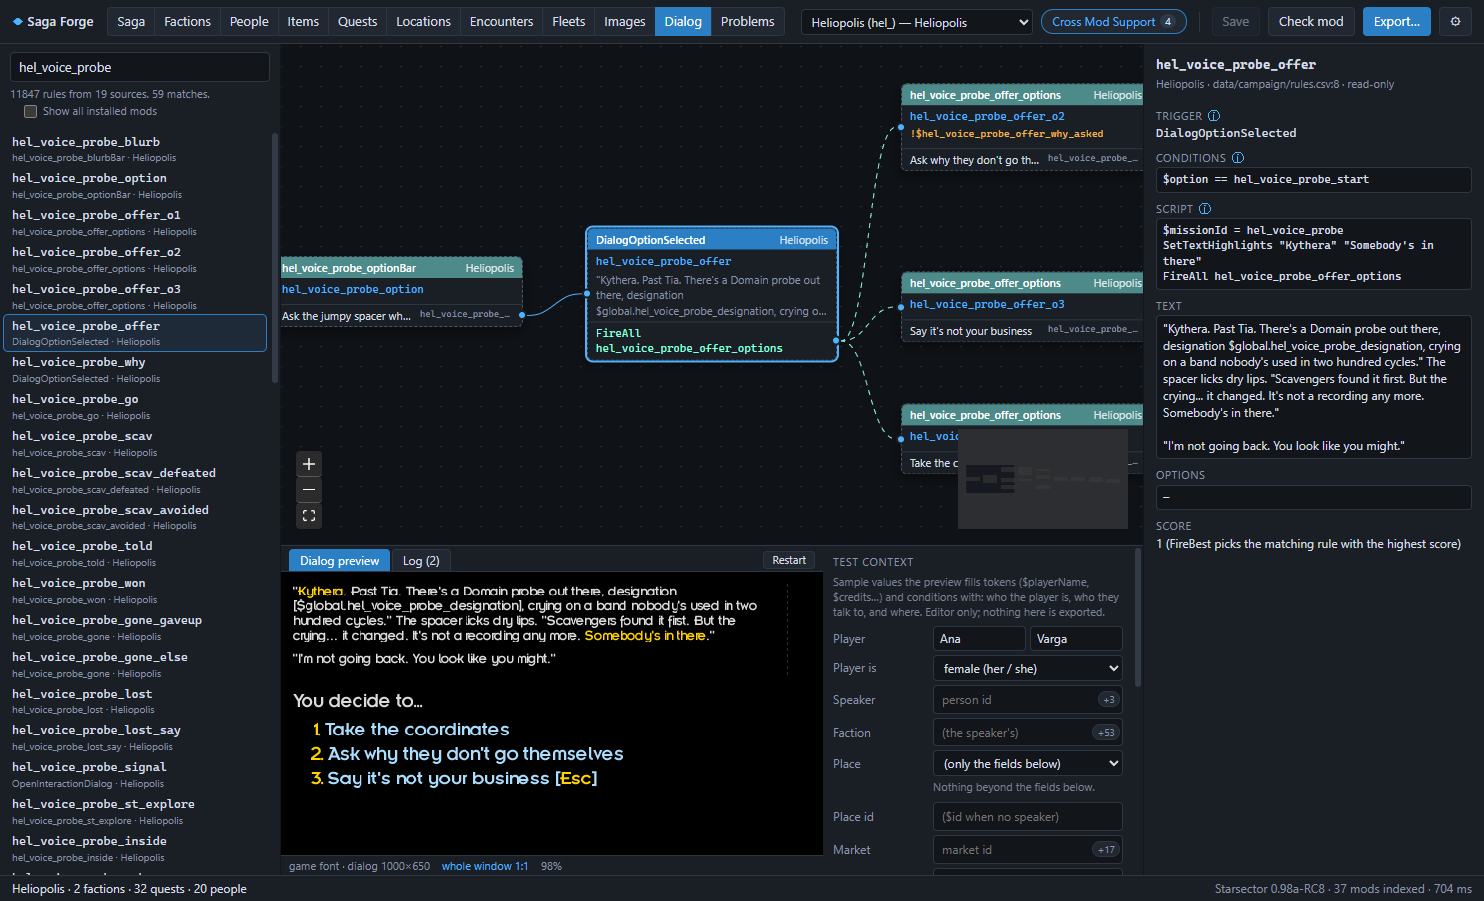 Saga Forge
Saga
Factions
People
Items
Quests
Locations
Encounters
Fleets
Images
Dialog
Problems
Heliopolis (hel_) — Heliopolis
Cross Mod Support 4
Save
Check mod
Export...
hel_voice_probe
11847 rules from 19 sources. 59 matches.
Show all installed mods
hel_voice_probe_blurb
hel_voice_probe_blurbBar · Heliopolis
hel_voice_probe_option
hel_voice_probe_optionBar · Heliopolis
hel_voice_probe_offer_o1
hel_voice_probe_offer_options · Heliopolis
hel_voice_probe_offer_o2
hel_voice_probe_offer_options · Heliopolis
hel_voice_probe_offer_o3
hel_voice_probe_offer_options · Heliopolis
hel_voice_probe_offer
DialogOptionSelected · Heliopolis
hel_voice_probe_why
DialogOptionSelected · Heliopolis
hel_voice_probe_go
hel_voice_probe_go · Heliopolis
hel_voice_probe_scav
hel_voice_probe_scav · Heliopolis
hel_voice_probe_scav_defeated
hel_voice_probe_scav_defeated · Heliopolis
hel_voice_probe_scav_avoided
hel_voice_probe_scav_avoided · Heliopolis
hel_voice_probe_told
hel_voice_probe_told · Heliopolis
hel_voice_probe_won
hel_voice_probe_won · Heliopolis
hel_voice_probe_gone_gaveup
hel_voice_probe_gone · Heliopolis
hel_voice_probe_gone_else
hel_voice_probe_gone · Heliopolis
hel_voice_probe_lost
hel_voice_probe_lost · Heliopolis
hel_voice_probe_lost_say
hel_voice_probe_lost_say · Heliopolis
hel_voice_probe_signal
OpenInteractionDialog · Heliopolis
hel_voice_probe_st_explore
hel_voice_probe_st_explore · Heliopolis
hel_voice_probe_inside
hel_voice_probe_inside · Heliopolis
hel_voice_probe_optionBar Heliopolis
hel_voice_probe_option
Ask the jumpy spacer wh... hel_voice_probe_...
DialogOptionSelected Heliopolis
hel_voice_probe_offer
"Kythera. Past Tia. There's a Domain probe out
there, designation
$global.hel_voice_probe_designation, crying o...
FireAll
hel_voice_probe_offer_options
hel_voice_probe_offer_options Heliopolis
hel_voice_probe_offer_o2
!$hel_voice_probe_offer_why_asked
Ask why they don't go th... hel_voice_probe_...
hel_voice_probe_offer_options Heliopolis
hel_voice_probe_offer_o3
Say it's not your business hel_voice_probe_...
hel_voice_probe_offer_options Heliopolis
Take the
Dialog preview
Log (2)
Restart
"Kythera. Past Tia. There's a Domain probe out there, designation
[$global.hel_voice_probe_designation], crying on a band nobody's used in two
hundred cycles." The spacer licks dry lips. "Scavengers found it first. But the
crying... it changed. It's not a recording any more. Somebody's in there."
"I'm not going back. You look like you might."
You decide to...
1. Take the coordinates
2. Ask why they don't go themselves
3. Say it's not your business [Esc]
game font · dialog 1000×650 whole window 1:1 98%
TEST CONTEXT
Sample values the preview fills tokens ($playerName,
$credits...) and conditions with: who the player is, who they
talk to, and where. Editor only; nothing here is exported.
Player Ana Varga
Player is female (her / she)
Speaker person id +3
Faction (the speaker's) +53
Place (only the fields below)
Nothing beyond the fields below.
Place id ($id when no speaker)
Market market id +17
hel_voice_probe_offer
Heliopolis · data/campaign/rules.csv:8 · read-only
TRIGGER
DialogOptionSelected
CONDITIONS
$option == hel_voice_probe_start
SCRIPT
$missionId = hel_voice_probe
SetTextHighlights "Kythera" "Somebody's in
there"
FireAll hel_voice_probe_offer_options
TEXT
"Kythera. Past Tia. There's a Domain probe out there,
designation $global.hel_voice_probe_designation, crying
on a band nobody's used in two hundred cycles." The
spacer licks dry lips. "Scavengers found it first. But the
crying... it changed. It's not a recording any more.
Somebody's in there."
"I'm not going back. You look like you might."
OPTIONS
—
SCORE
1 (FireBest picks the matching rule with the highest score)
Heliopolis · 2 factions · 32 quests · 20 people
Starsector 0.98a-RC8 · 37 mods indexed · 704 ms